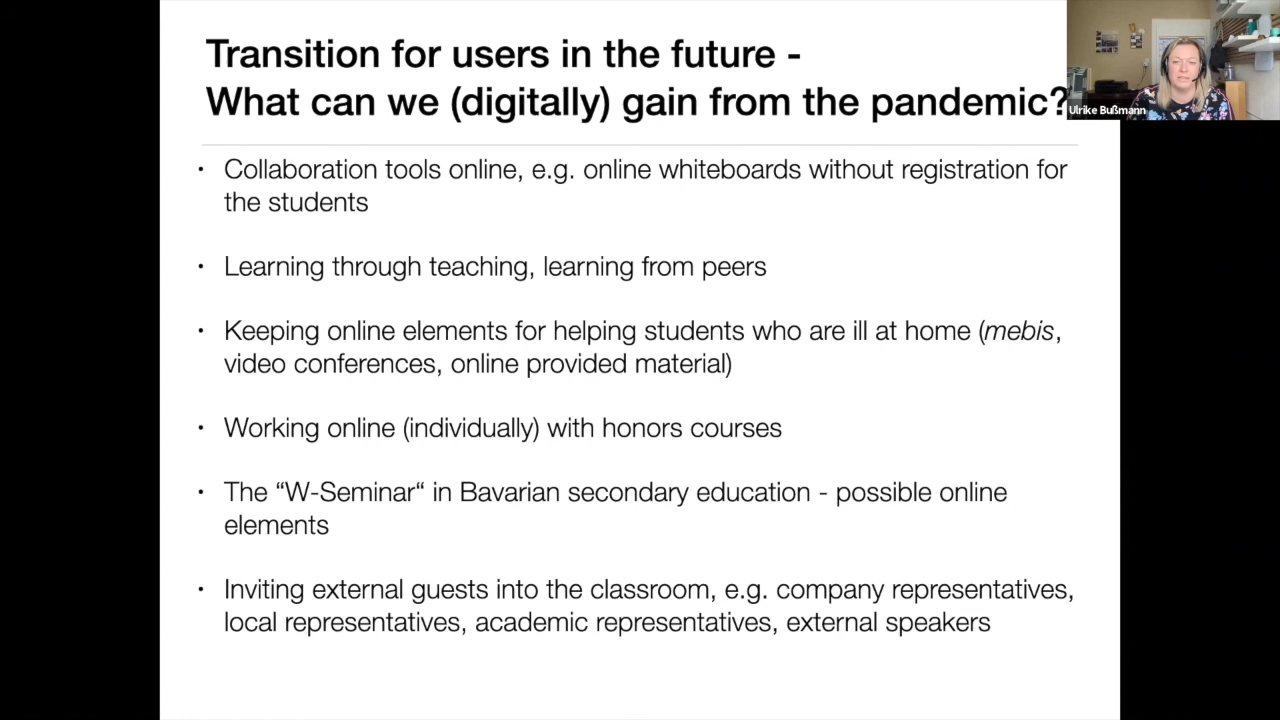 Transition for users in the future -
What can we (digitally) gain from the pandemic?
Ulrike Bußmann
• Collaboration tools online, e.g. online whiteboards without registration for
the students
• Learning through teaching, learning from peers
• Keeping online elements for helping students who are ill at home (mebis,
video conferences, online provided material)
• Working online (individually) with honors courses
• The “W-Seminar“ in Bavarian secondary education - possible online
elements
• Inviting external guests into the classroom, e.g. company representatives,
local representatives, academic representatives, external speakers